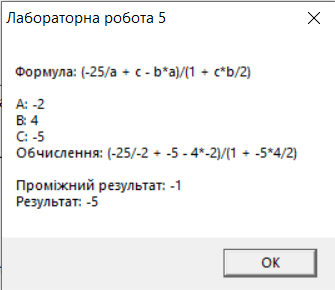 Лабораторна робота 5
Формула: (-25/a + c - b*a)/(1 + c*b/2)
A: -2
B: 4
C: -5
Обчислення: (-25/-2 + -5 - 4*-2)/(1 + -5*4/2)
Проміжний результат: -1
Результат: -5
OK